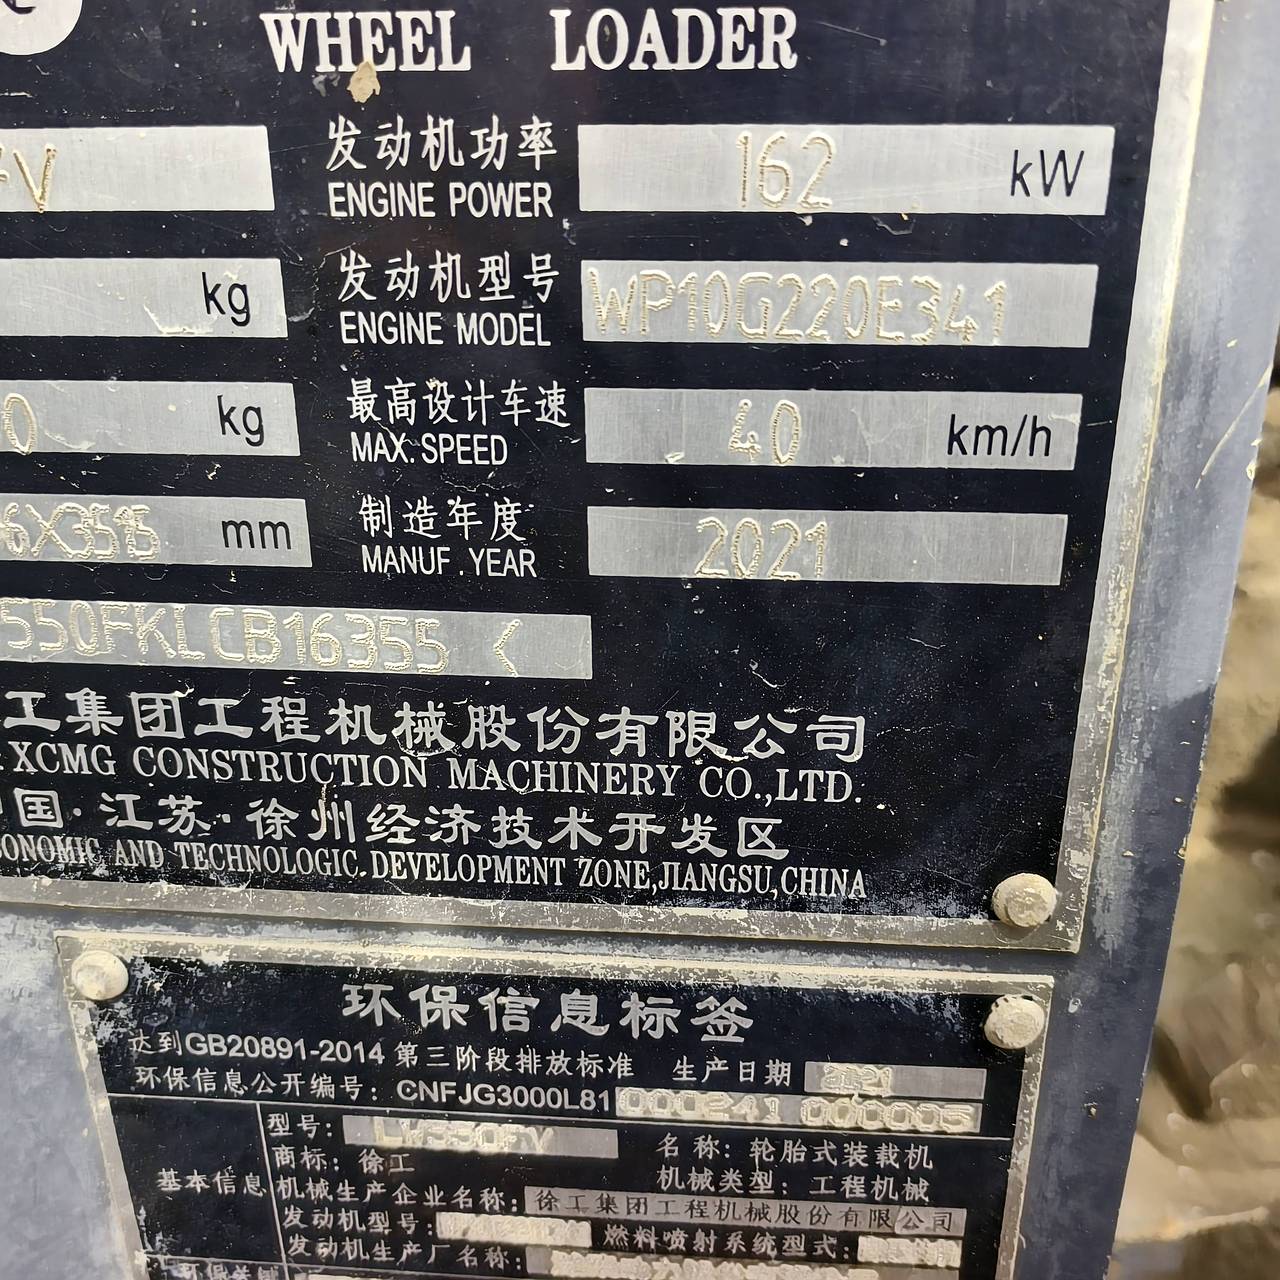 WHEEL LOADER
发动机功率
ENGINE POWER
162 kW
kg
发动机型号
ENGINE MODEL
WP10G220E341
0 kg
最高设计车速
MAX. SPEED
40 km/h
6X3515 mm
制造年度
MANUF. YEAR
2021
550FKLCB16355 <
工集团工程机械股份有限公司
XCMG CONSTRUCTION MACHINERY CO.,LTD.
国·江苏·徐州经济技术开发区
ONOMIC AND TECHNOLOGIC. DEVELOPMENT ZONE,JIANGSU,CHINA
环保信息标签
达到GB20891-2014 第三阶段排放标准 生产日期 2021
环保信息公开编号: CNFJG3000L81000241 000005
型号: LW550FV 名称: 轮胎式装载机
商标: 徐工 机械类型: 工程机械
基本信息
机械生产企业名称: 徐工集团工程机械股份有限公司
发动机型号: 燃料喷射系统型式:
发动机生产厂名称: